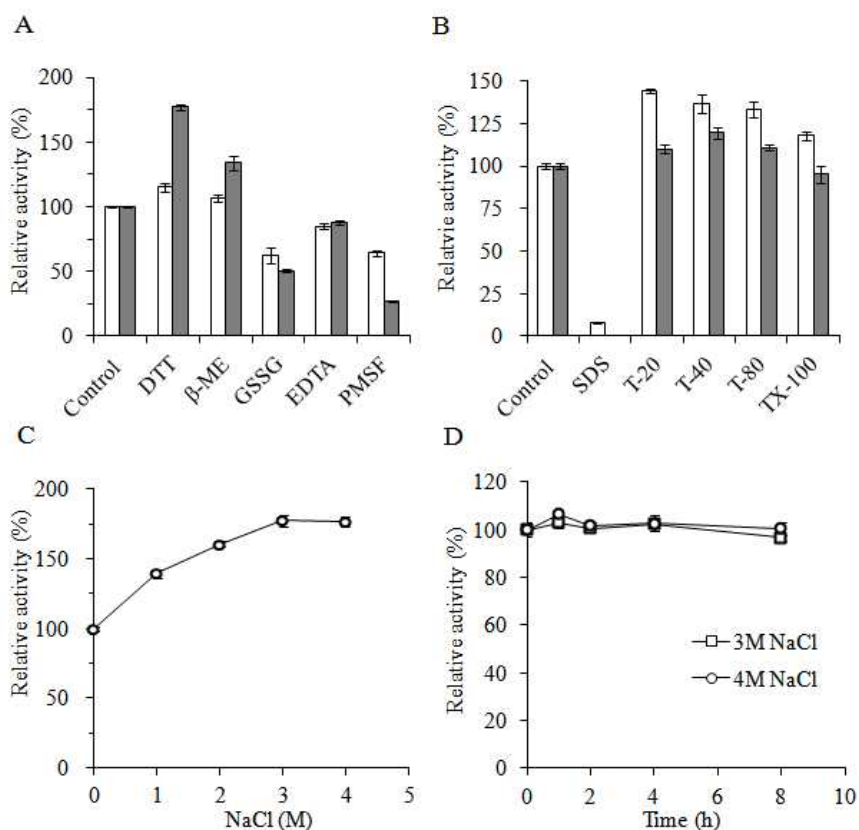 A
B
Relative activity (%)
200
150
100
50
0
Control
DTT
β-ME
GSSG
EDTA
PMSF
Relatvie activity (%)
150
125
100
75
50
25
0
Control
SDS
T-20
T-40
T-80
TX-100
C
D
Relative activity (%)
200
150
100
50
0
0 1 2 3 4 5
NaCl (M)
Relative activity (%)
120
100
80
60
40
20
0
3M NaCl
4M NaCl
0 2 4 6 8 10
Time (h)